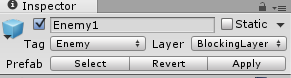 Inspector
Enemy1 Static
Tag Enemy Layer BlockingLayer
Prefab Select Revert Apply